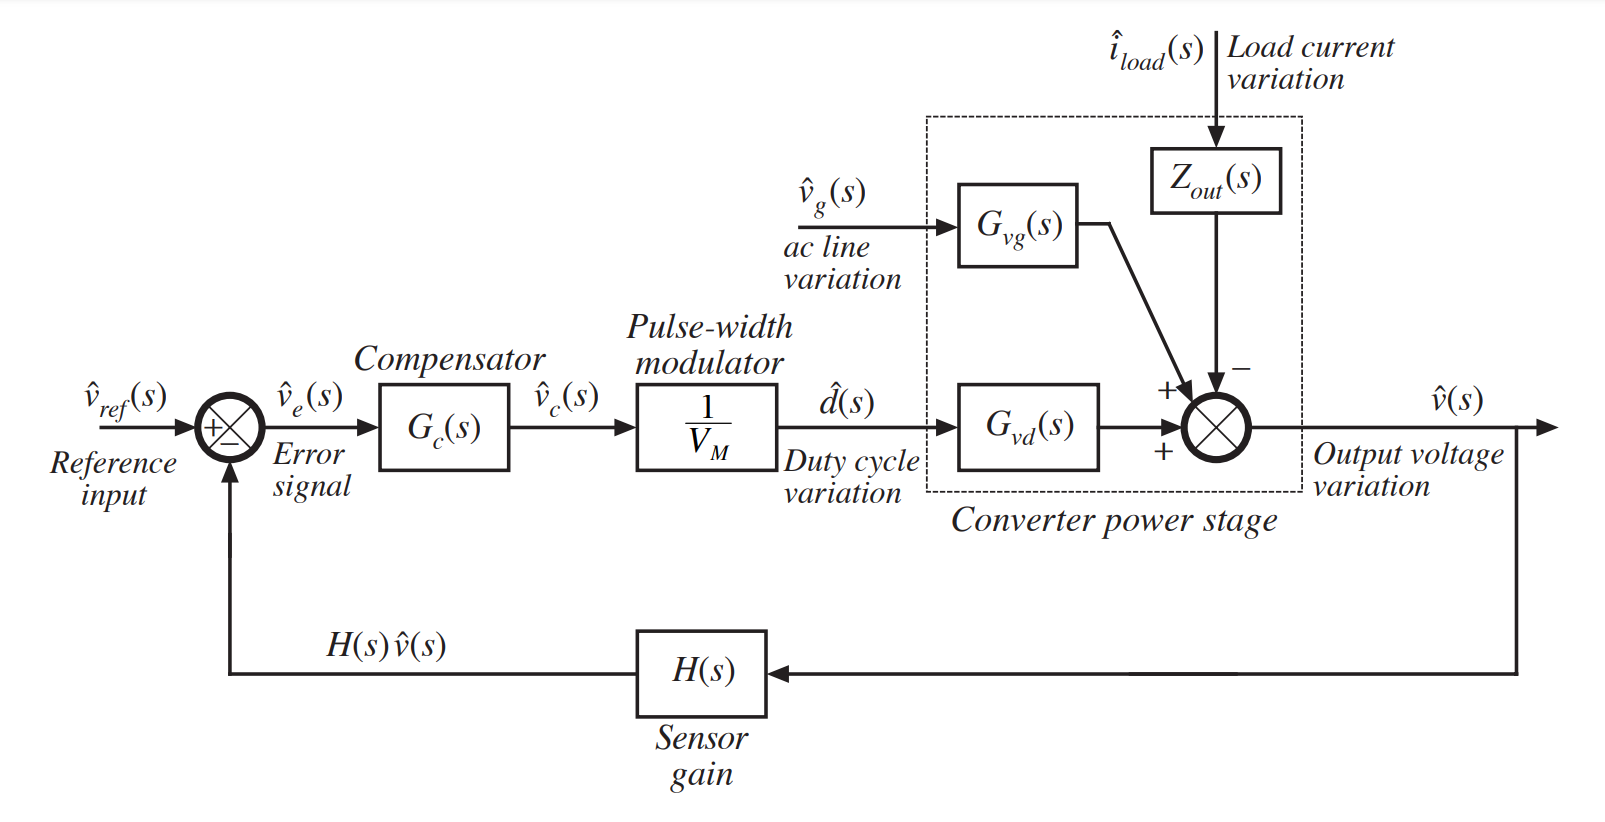 î_load(s)
Load current
variation
Z_out(s)
v̂_g(s)
ac line
variation
G_vg(s)
Pulse-width
modulator
Compensator
v̂_ref(s)
Reference
input
+
−
v̂_e(s)
Error
signal
G_c(s)
v̂_c(s)
1
V_M
d̂(s)
Duty cycle
variation
G_vd(s)
+
+
−
v̂(s)
Output voltage
variation
Converter power stage
H(s) v̂(s)
H(s)
Sensor
gain